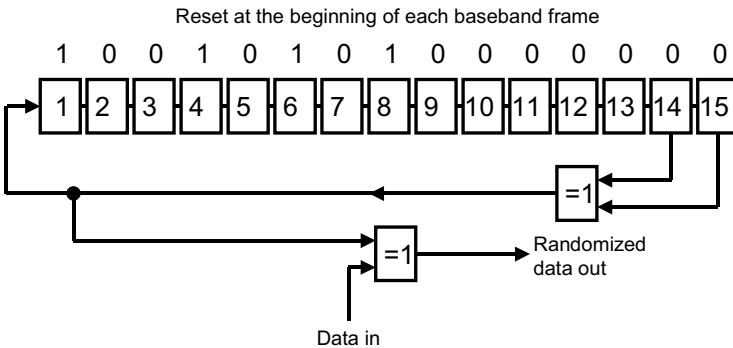 Reset at the beginning of each baseband frame
1 0 0 1 0 1 0 1 0 0 0 0 0 0 0
1 2 3 4 5 6 7 8 9 10 11 12 13 14 15
=1
=1
Randomized
data out
Data in